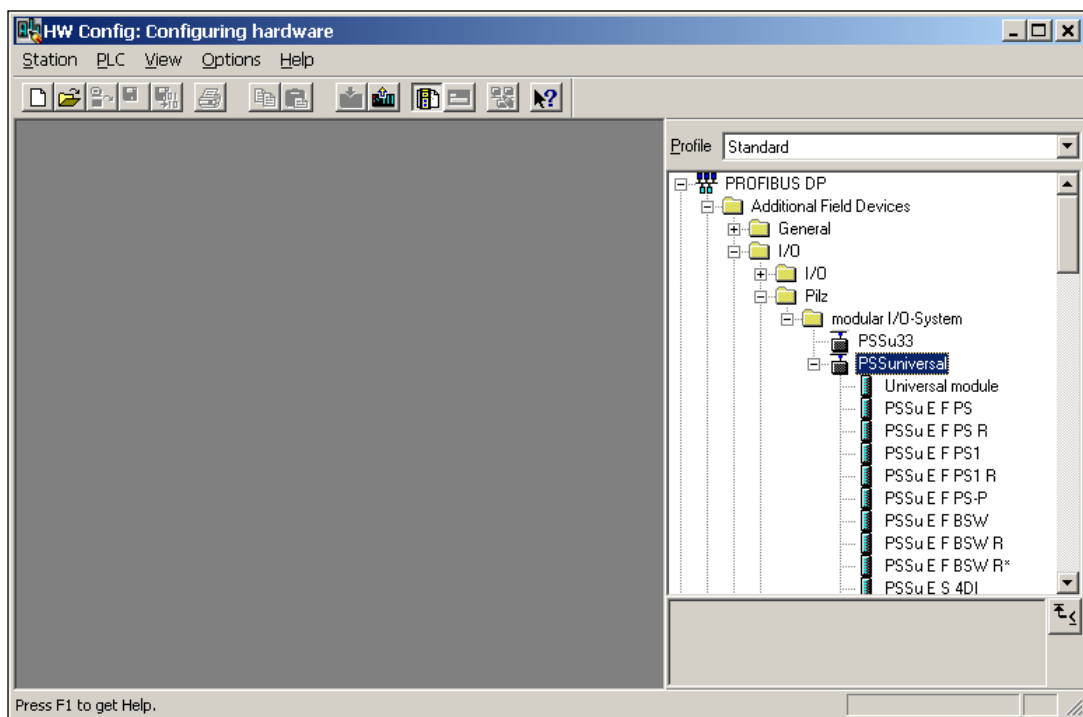 HW Config: Configuring hardware
Station PLC View Options Help
Profile Standard
PROFIBUS DP
Additional Field Devices
General
I/O
I/O
Pilz
modular I/O-System
PSSu33
PSSuniversal
Universal module
PSSu E F PS
PSSu E F PS R
PSSu E F PS1
PSSu E F PS1 R
PSSu E F PS-P
PSSu E F BSW
PSSu E F BSW R
PSSu E F BSW R*
PSSu E S 4DI
Press F1 to get Help.